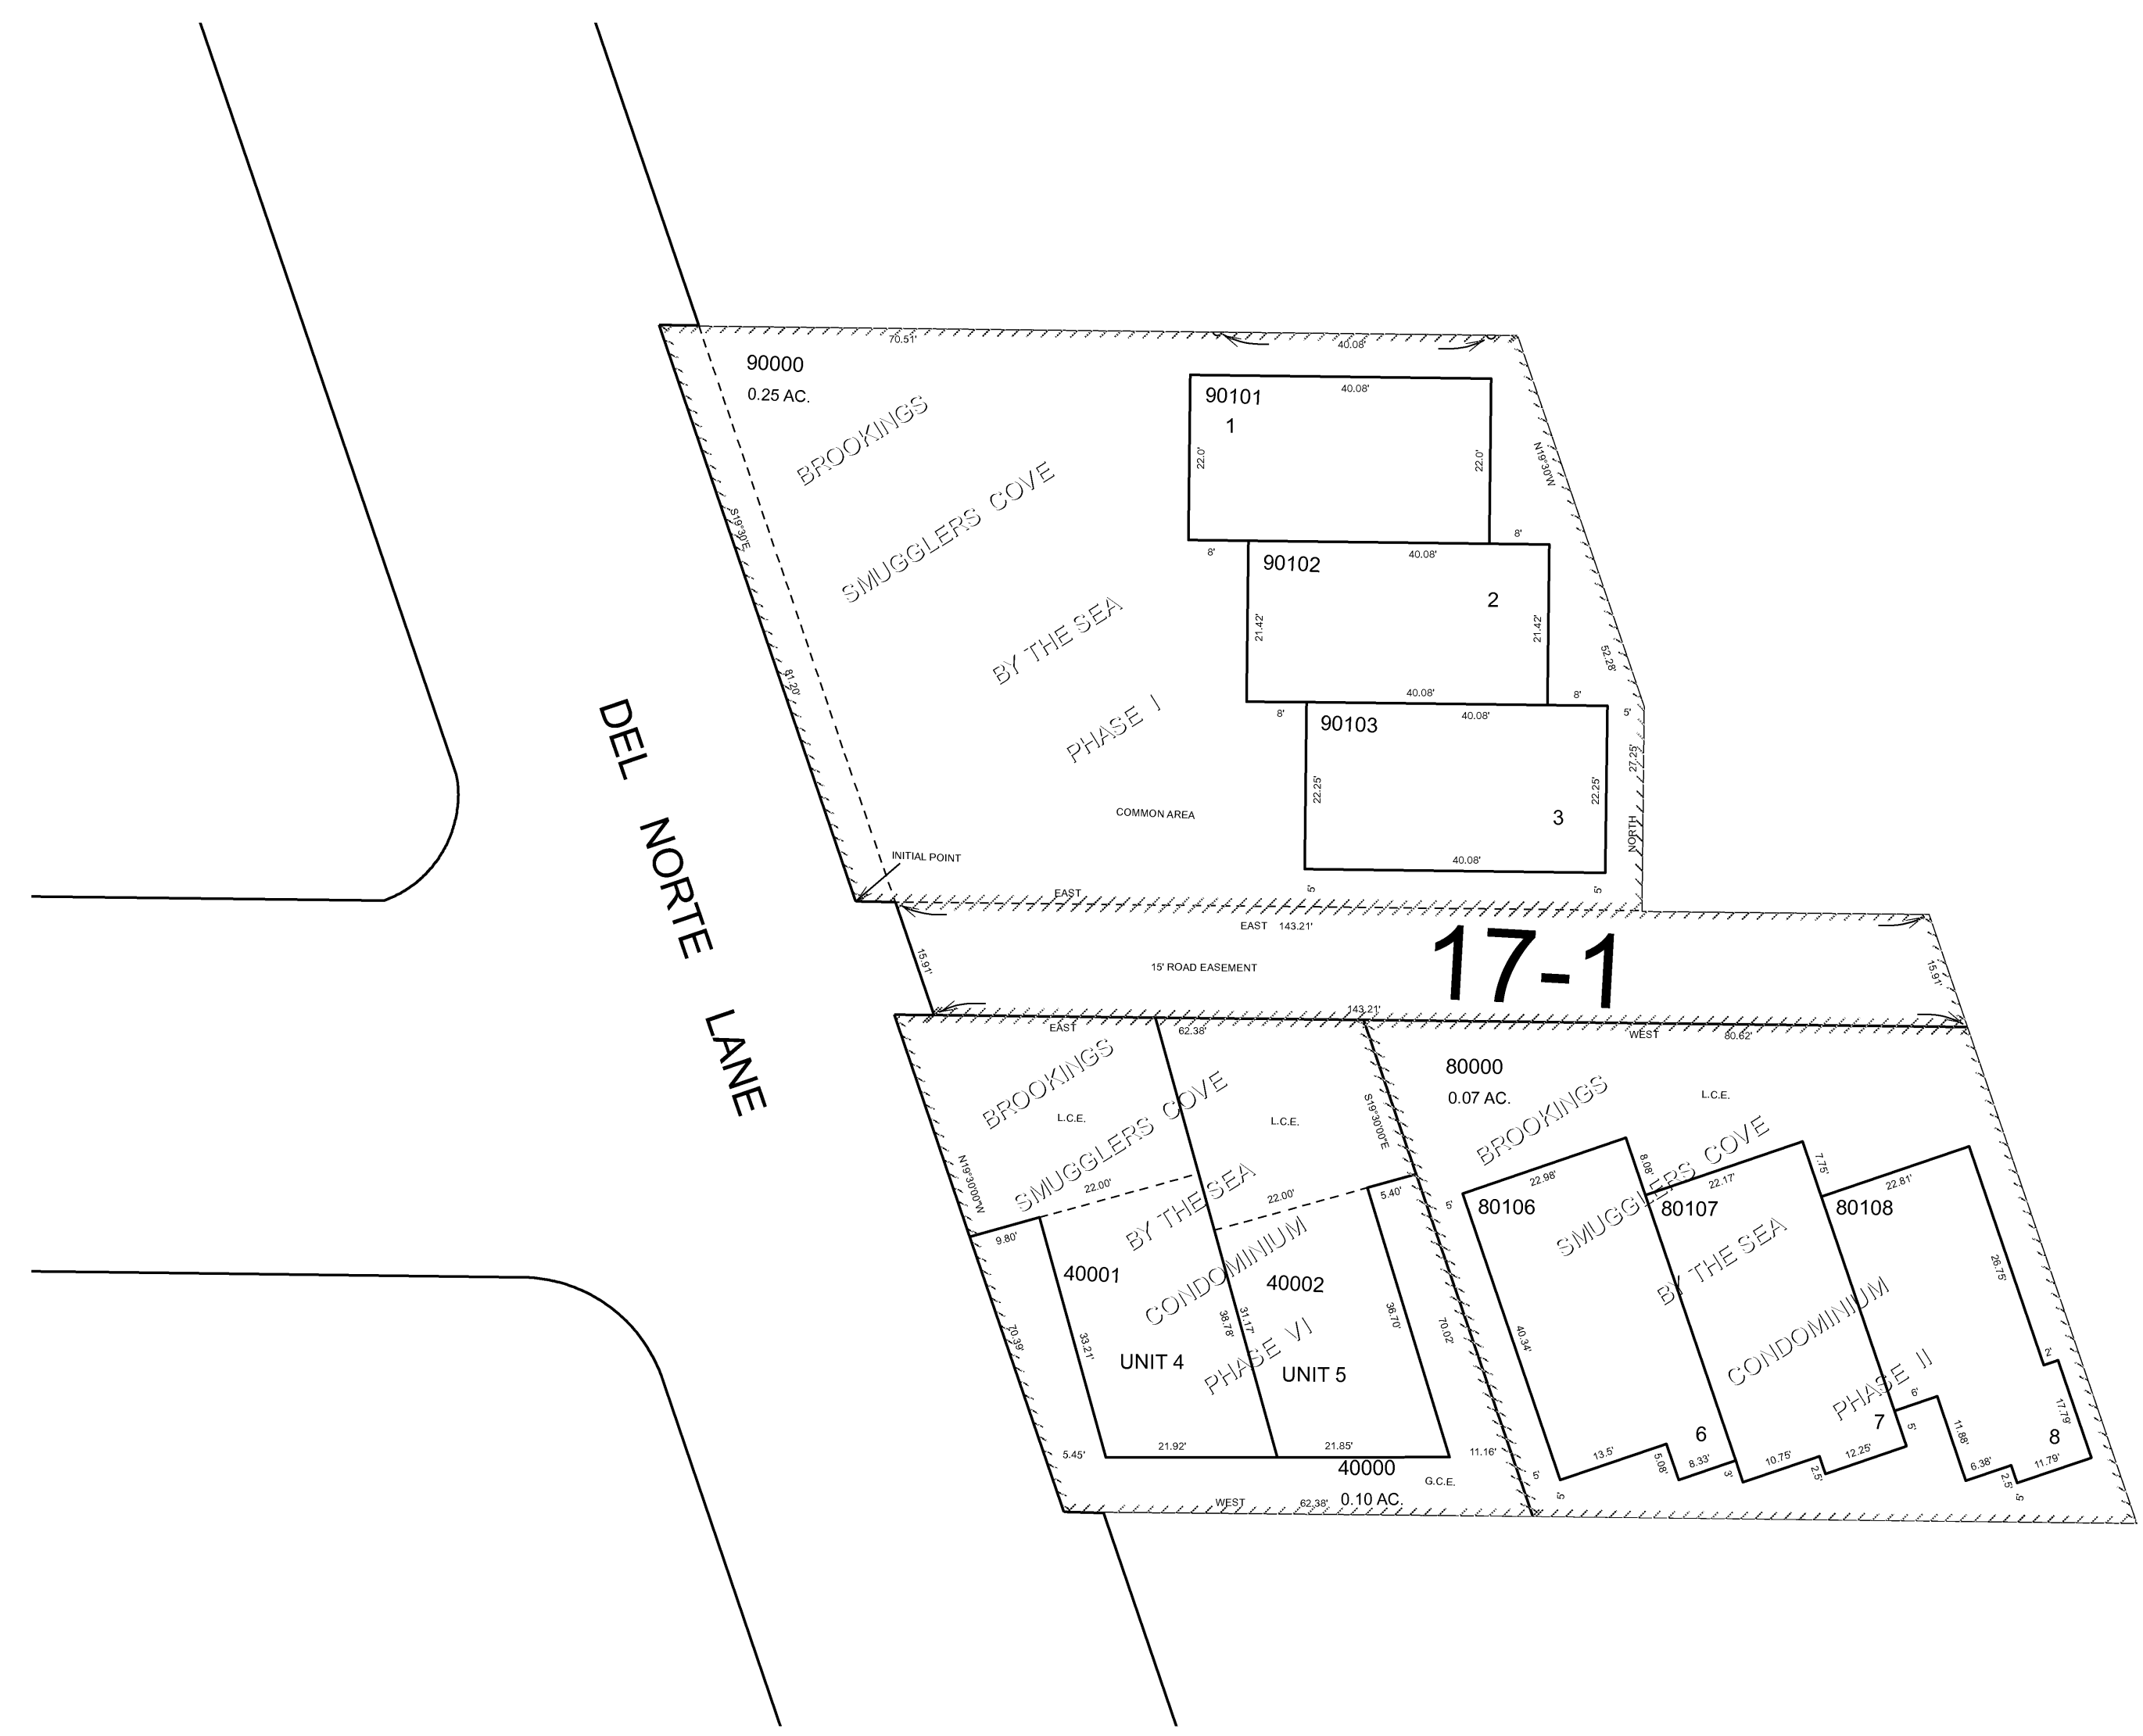 70.51'
40.08'
90000
0.25 AC.
BROOKINGS
SMUGGLERS COVE
BY THE SEA
PHASE I
COMMON AREA
INITIAL POINT
S19°30'E
81.20'
EAST
90101
1
40.08'
22.0'
22.0'
8'
8'
40.08'
90102
2
21.42'
21.42'
40.08'
8'
8'
40.08'
90103
3
22.25'
22.25'
40.08'
5'
5'
5'
N19°30'W
52.28'
27.25'
NORTH
DEL NORTE LANE
EAST 143.21'
15' ROAD EASEMENT
15.91'
15.91'
17-1
143.21'
EAST
62.38'
WEST
80.62'
BROOKINGS
SMUGGLERS COVE
BY THE SEA
CONDOMINIUM
PHASE VI
L.C.E.
L.C.E.
N19°30'00"W
S19°30'00"E
22.00'
22.00'
9.80'
5.40'
40001
UNIT 4
33.21'
38.78'
31.17'
40002
UNIT 5
36.70'
70.39'
70.02'
5.45'
21.92'
21.85'
11.16'
40000
0.10 AC.
G.C.E.
WEST
62.38'
80000
0.07 AC.
L.C.E.
BROOKINGS
SMUGGLERS COVE
BY THE SEA
CONDOMINIUM
PHASE II
5'
22.98'
8.08'
22.17'
7.75'
22.81'
80106
80107
80108
40.34'
26.75'
2'
17.79'
6
7
8
13.5'
5.08'
8.33'
3'
10.75'
2.5'
12.25'
5'
6'
11.88'
6.38'
2.5'
11.79'
5'
5'
5'